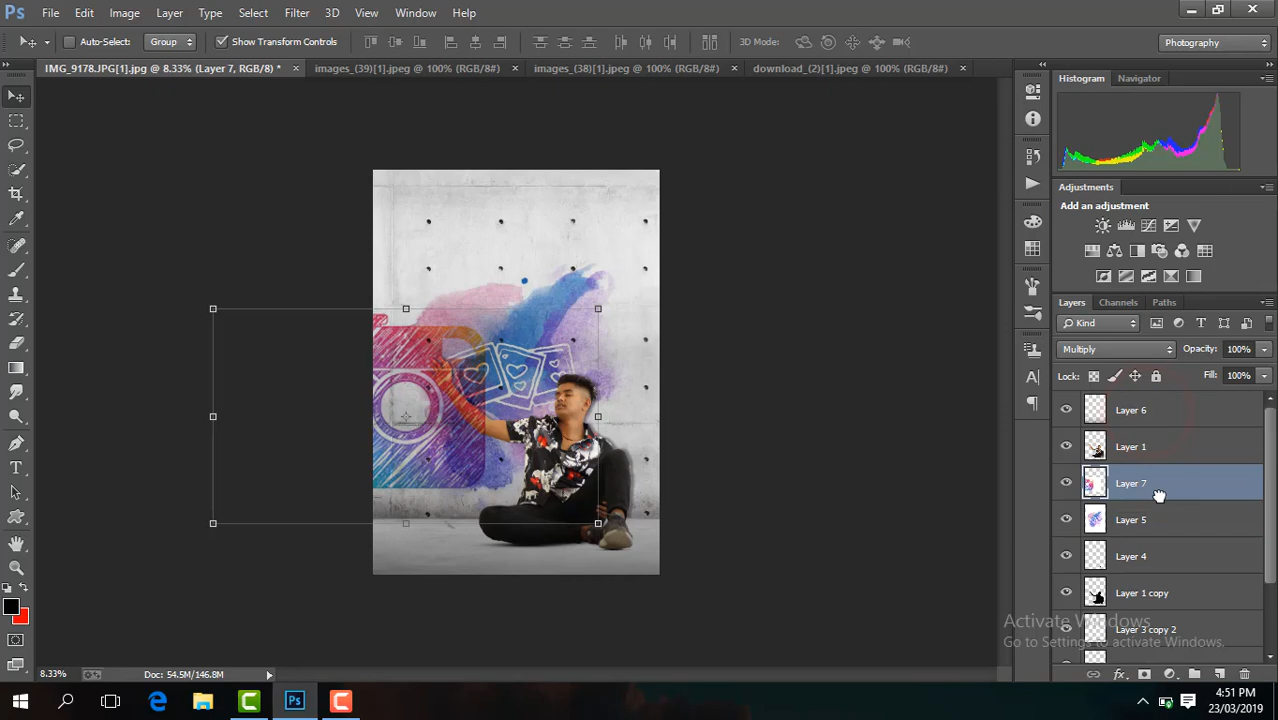 Ps File Edit Image Layer Type Select Filter 3D View Window Help
Auto-Select: Group Show Transform Controls 3D Mode: Photography
IMG_9178.JPG[1].jpg @ 8.33% (Layer 7, RGB/8) * × images_(39)[1].jpeg @ 100% (RGB/8#) × images_(38)[1].jpeg @ 100% (RGB/8#) × download_(2)[1].jpeg @ 100% (RGB/8#) ×
Histogram Navigator
Adjustments
Add an adjustment
Layers Channels Paths
Kind
Multiply Opacity: 100%
Lock: Fill: 100%
Layer 6
Layer 1
Layer 7
Layer 5
Layer 4
Layer 1 copy
Layer 3 copy 2
Activate Windows
Go to Settings to activate Windows.
8.33% Doc: 54.5M/146.8M
4:51 PM
23/03/2019